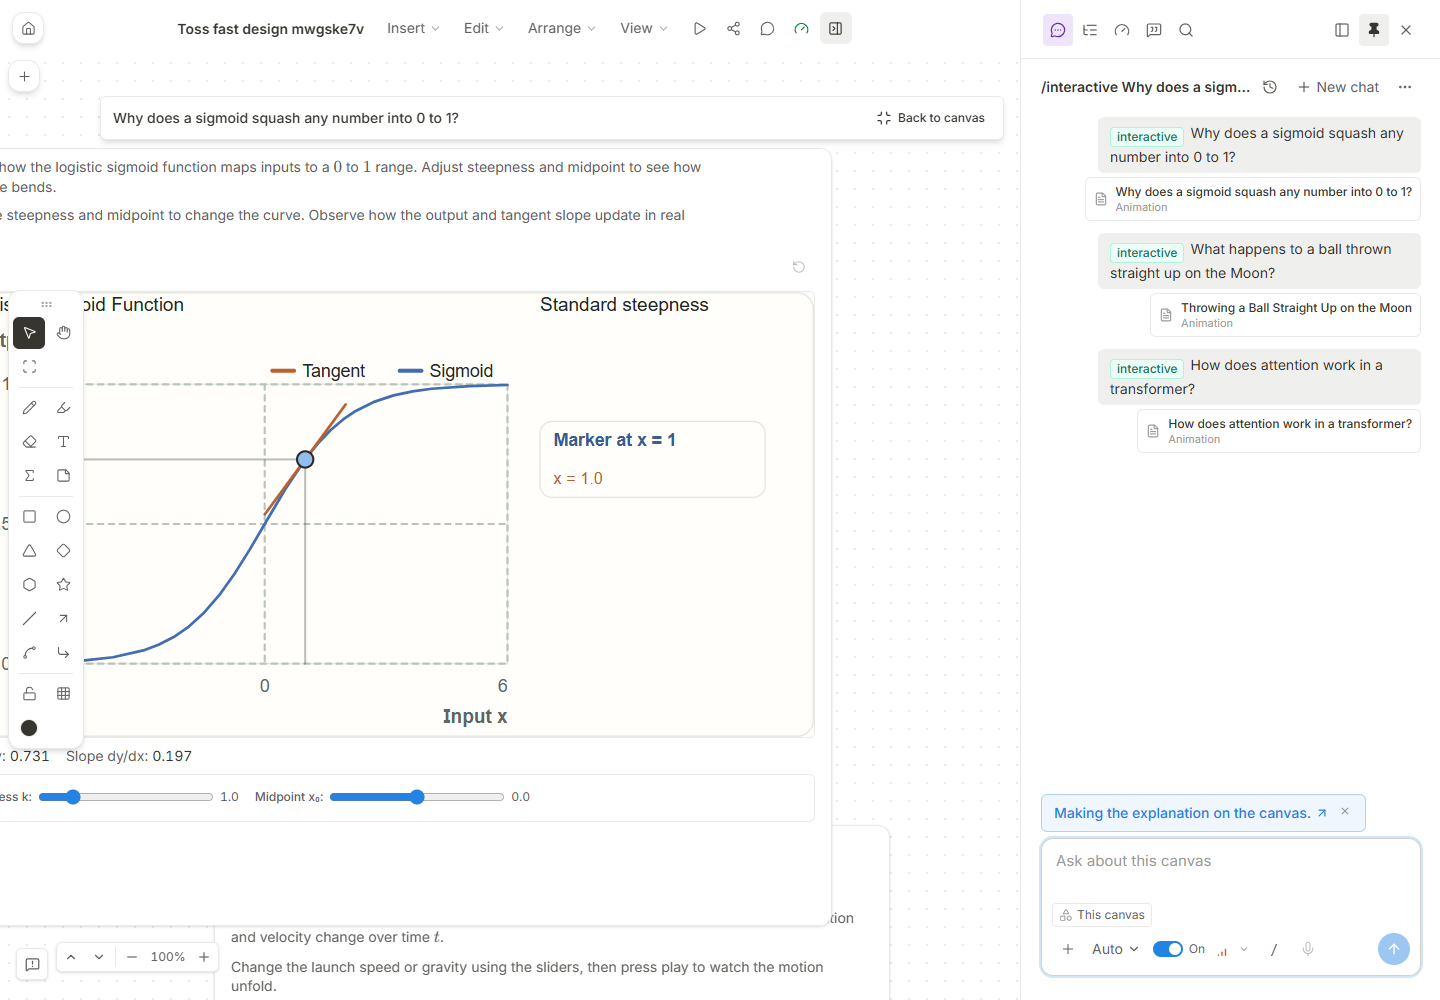 Toss fast design mwgske7v
Insert
Edit
Arrange
View
Why does a sigmoid squash any number into 0 to 1?
Back to canvas
how the logistic sigmoid function maps inputs to a 0 to 1 range. Adjust steepness and midpoint to see how
e bends.
steepness and midpoint to change the curve. Observe how the output and tangent slope update in real
oid Function
Standard steepness
Tangent
Sigmoid
1
Marker at x = 1
x = 1.0
5
0
0
6
Input x
0.731
Slope dy/dx: 0.197
ess k:
1.0
Midpoint x₀:
0.0
tion
and velocity change over time t.
Change the launch speed or gravity using the sliders, then press play to watch the motion
unfold.
100%
/interactive Why does a sigm...
New chat
interactive Why does a sigmoid squash any
number into 0 to 1?
Why does a sigmoid squash any number into 0 to 1?
Animation
interactive What happens to a ball thrown
straight up on the Moon?
Throwing a Ball Straight Up on the Moon
Animation
interactive How does attention work in a
transformer?
How does attention work in a transformer?
Animation
Making the explanation on the canvas.
Ask about this canvas
This canvas
Auto
On
/